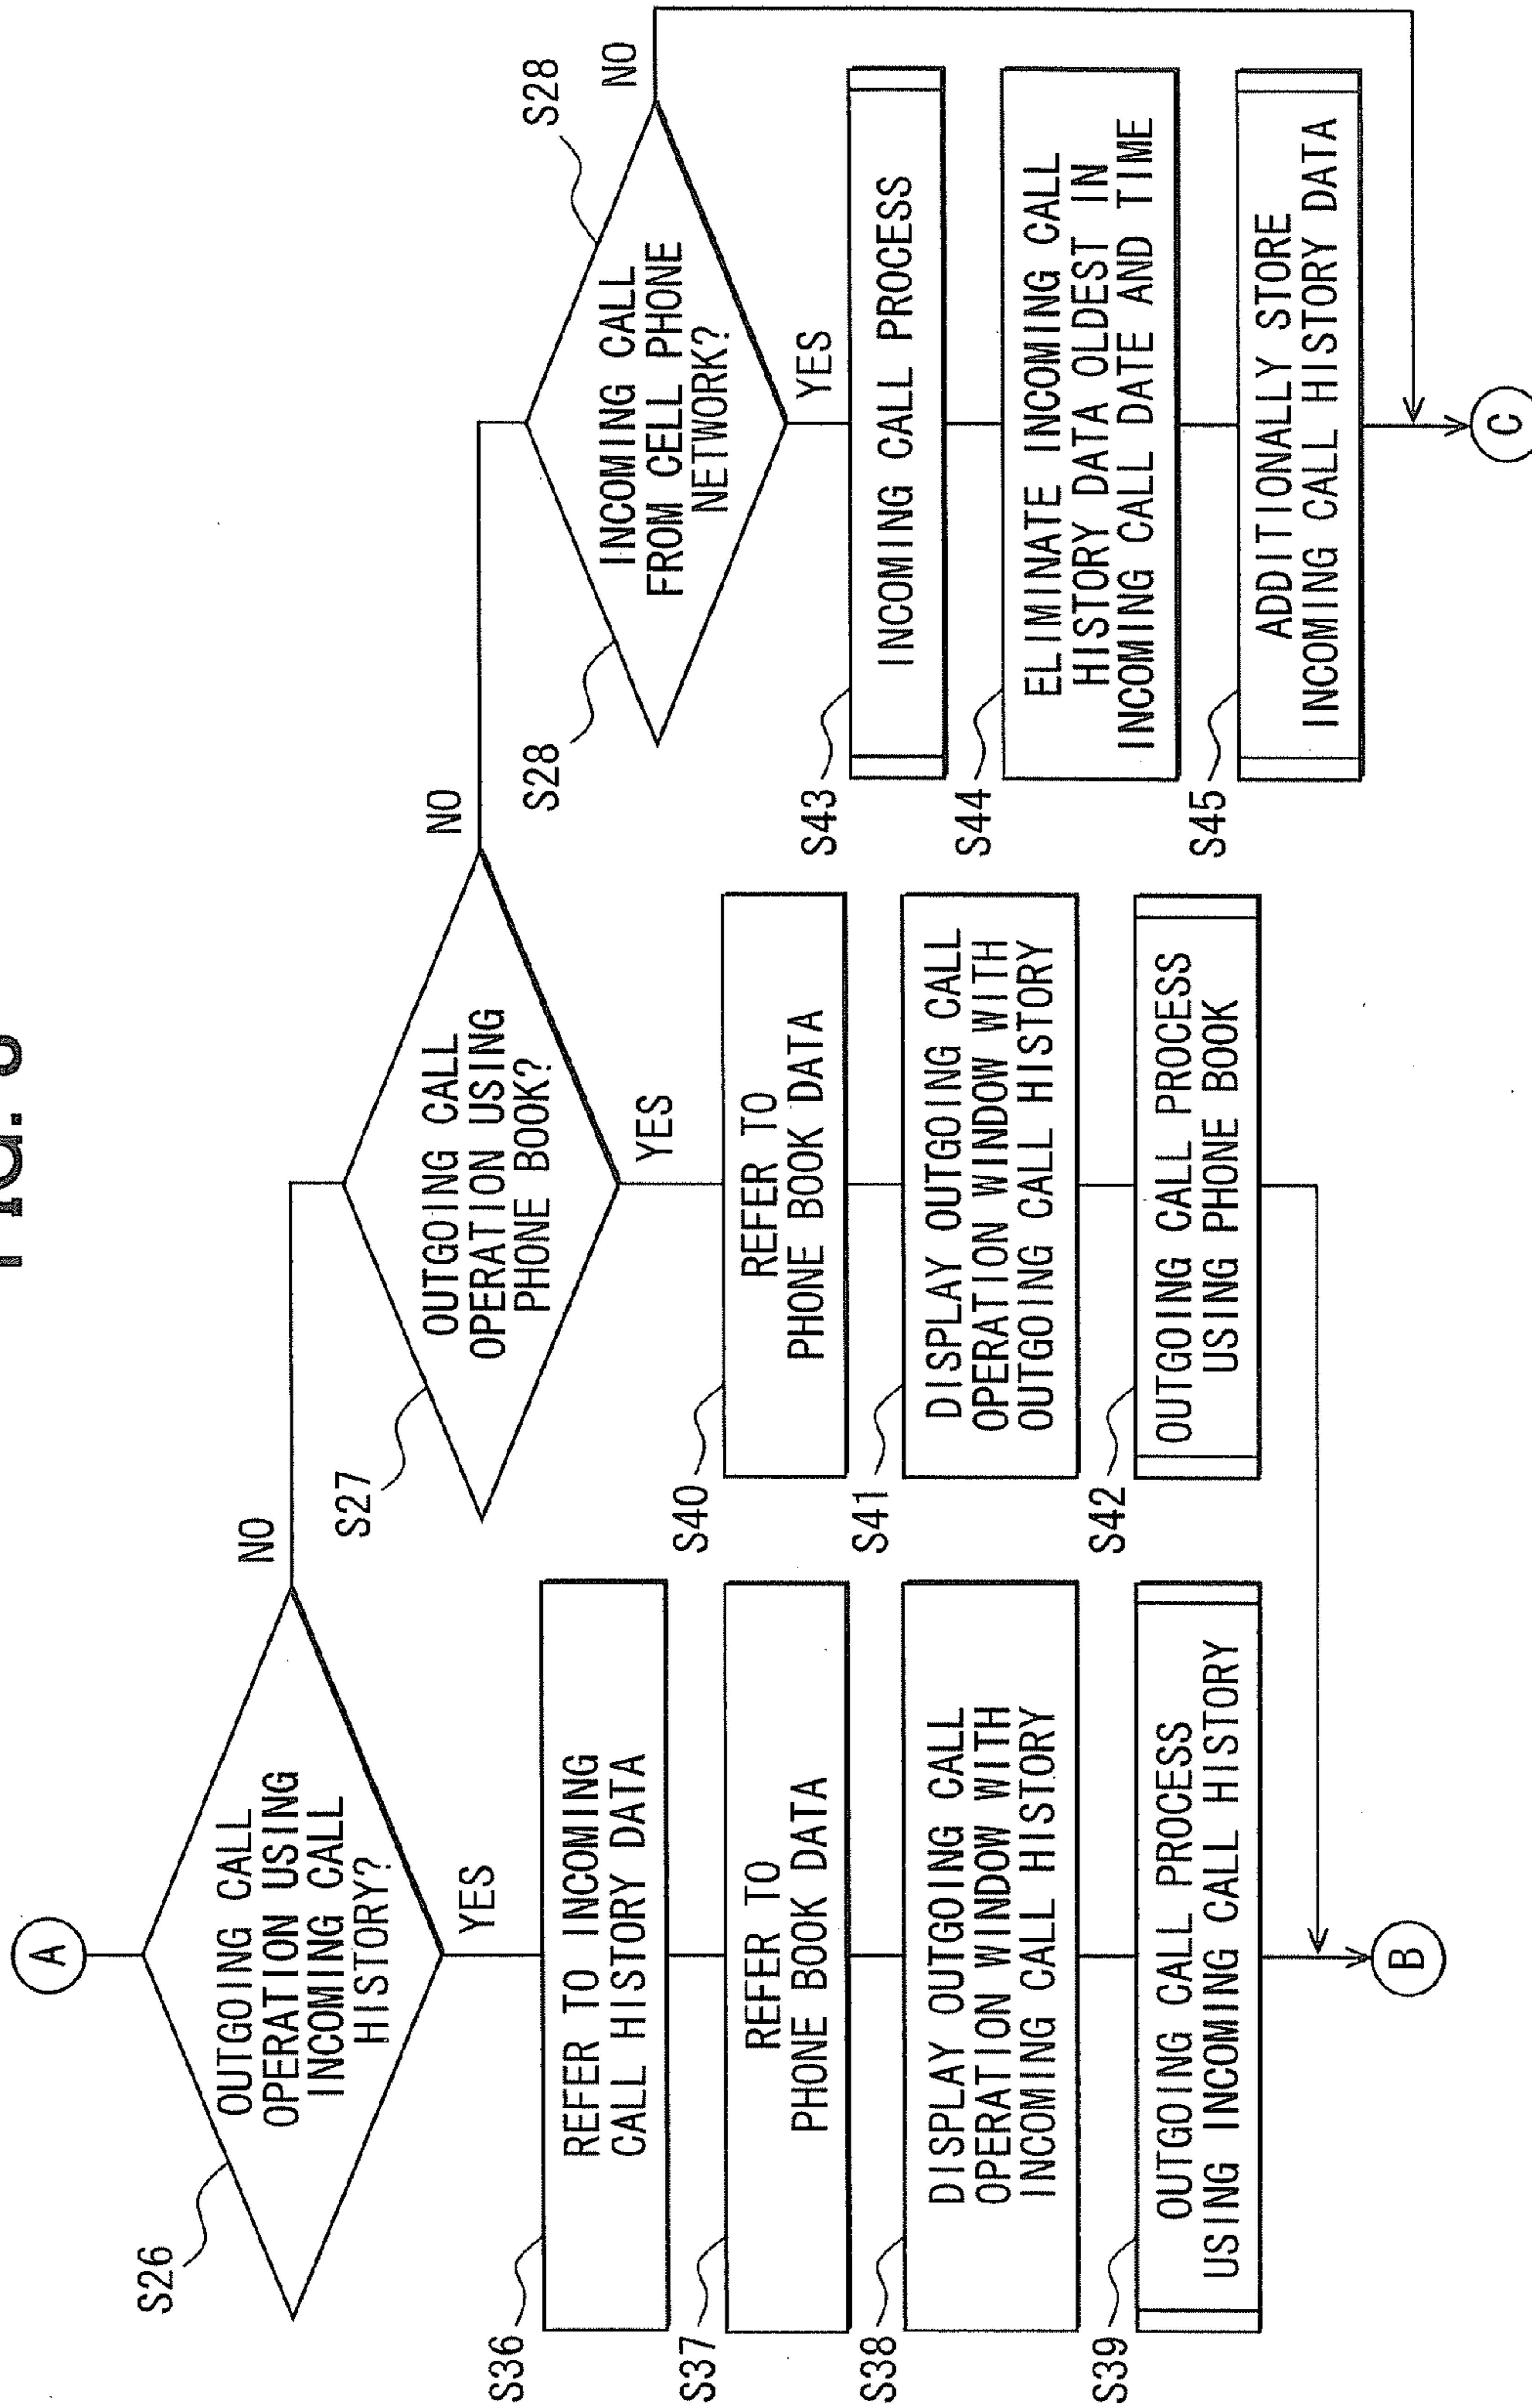 FIG.
A
S26
OUTGOING CALL
OPERATION USING
INCOMING CALL
HISTORY?
NO
YES
S36
REFER TO INCOMING
CALL HISTORY DATA
S37
REFER TO
PHONE BOOK DATA
S38
DISPLAY OUTGOING CALL
OPERATION WINDOW WITH
INCOMING CALL HISTORY
S39
OUTGOING CALL PROCESS
USING INCOMING CALL HISTORY
B
S27
OUTGOING CALL
OPERATION USING
PHONE BOOK?
NO
YES
S40
REFER TO
PHONE BOOK DATA
S41
DISPLAY OUTGOING CALL
OPERATION WINDOW WITH
OUTGOING CALL HISTORY
S42
OUTGOING CALL PROCESS
USING PHONE BOOK
S28
S28
INCOMING CALL
FROM CELL PHONE
NETWORK?
NO
YES
S43
INCOMING CALL PROCESS
S44
ELIMINATE INCOMING CALL
HISTORY DATA OLDEST IN
INCOMING CALL DATE AND TIME
S45
ADDITIONALLY STORE
INCOMING CALL HISTORY DATA
C